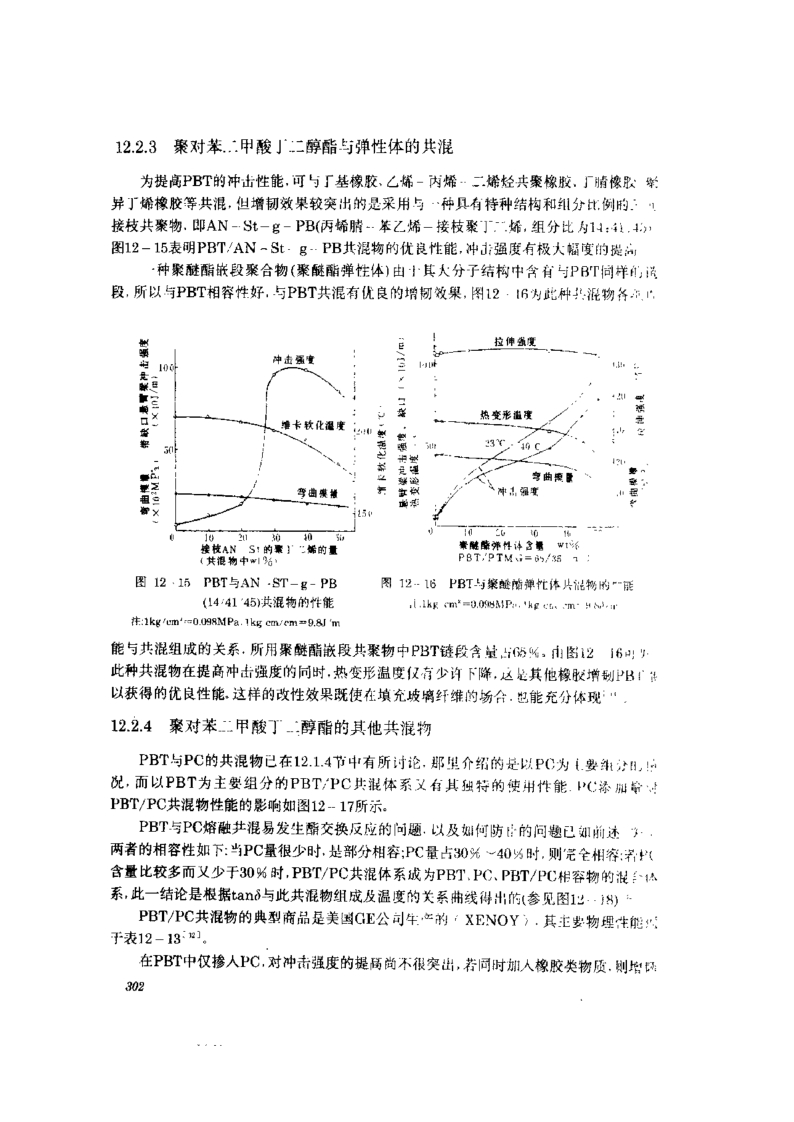 12.2.3 聚对苯二甲酸丁二醇酯与弹性体的共混
为提高PBT的冲击性能,可与丁基橡胶、乙烯-丙烯-二烯烃共聚橡胶、丁腈橡胶
异丁烯橡胶等共混,但增韧效果较突出的是采用与一种具有特种结构和组分比例的
接枝共聚物,即AN-St-g-PB(丙烯腈-苯乙烯-接枝聚丁二烯,组分比为14:41:45)
图12-15表明PBT/AN-St-g-PB共混物的优良性能,冲击强度有极大幅度的提高
一种聚醚酯嵌段聚合物(聚醚酯弹性体)由于其大分子结构中含有与PBT同样的
段,所以与PBT相容性好,与PBT共混有优良的增韧效果,图12-16为此种共混物各
带缺口悬臂梁冲击强度
(×10J/m)
弯曲模量
(×10²MPa)
100
50
冲击强度
维卡软化温度
弯曲模量
维卡软化温度(℃)
200
150
0 10 20 30 40 50
接枝AN St的聚丁二烯的量
(共混物中wt%)
悬臂梁冲击强度、缺口(×10J/m)
热变形温度
100
50
拉伸强度
热变形温度
23℃
40℃
弯曲模量
冲击强度
拉伸强度
弯曲模量
聚醚酯弹性体含量 wt%
图 12-15 PBT与AN-ST-g-PB
(14/41/45)共混物的性能
注:1kg/cm²=0.098MPa,1kg cm/cm=9.8J/m
图 12-16 PBT与聚醚酯弹性体共混物的性能
能与共混组成的关系,所用聚醚酯嵌段共聚物中PBT链段含量占65%。由图12-16可
此种共混物在提高冲击强度的同时,热变形温度仅有少许下降,这是其他橡胶增韧PBT
以获得的优良性能,这样的改性效果既使在填充玻璃纤维的场合,也能充分体现
12.2.4 聚对苯二甲酸丁二醇酯的其他共混物
PBT与PC的共混物已在12.1.4节中有所讨论,那里介绍的是以PC为主要组分的情
况,而以PBT为主要组分的PBT/PC共混体系又有其独特的使用性能,PC添加量对
PBT/PC共混物性能的影响如图12-17所示。
PBT与PC熔融共混易发生酯交换反应的问题,以及如何防止的问题已如前述
两者的相容性如下:当PC量很少时,是部分相容;PC量占30%~40%时,则完全相容;若PC
含量比较多而又少于30%时,PBT/PC共混体系成为PBT、PC、PBT/PC相容物的混合体
系,此一结论是根据tanδ与此共混物组成及温度的关系曲线得出的(参见图12-18)
PBT/PC共混物的典型商品是美国GE公司生产的《XENOY》,其主要物理性能
于表12-13
在PBT中仅掺入PC,对冲击强度的提高尚不很突出,若同时加入橡胶类物质,则增
302